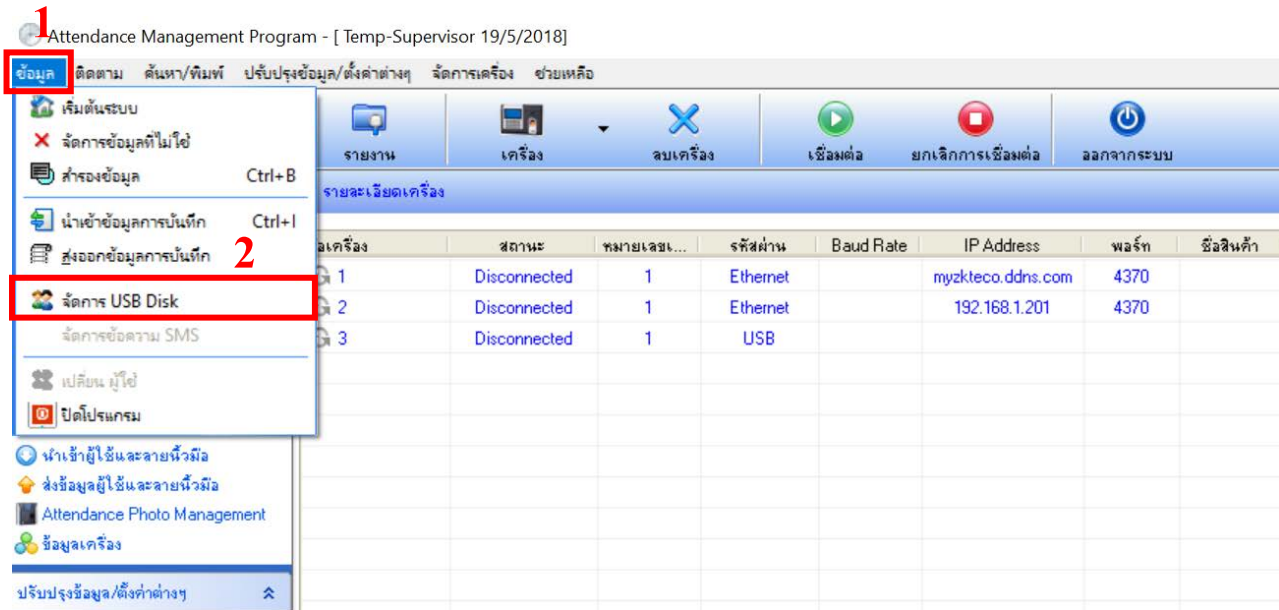 1
Attendance Management Program - [ Temp-Supervisor 19/5/2018]
ข้อมูล ติดตาม ค้นหา/พิมพ์ ปรับปรุงข้อมูล/ตั้งค่าต่างๆ จัดการเครื่อง ช่วยเหลือ
เริ่มต้นระบบ
จัดการข้อมูลที่ไม่ใช้
สำรองข้อมูล Ctrl+B
นำเข้าข้อมูลการบันทึก Ctrl+I
ส่งออกข้อมูลการบันทึก
2
จัดการ USB Disk
จัดการข้อความ SMS
เปลี่ยน ผู้ใช้
ปิดโปรแกรม
รายงาน เครื่อง ลบเครื่อง เชื่อมต่อ ยกเลิกการเชื่อมต่อ ออกจากระบบ
รายละเอียดเครื่อง
อเครื่อง สถานะ หมายเลขเ... รหัสผ่าน Baud Rate IP Address พอร์ท ชื่อสินค้า
1 Disconnected 1 Ethernet myzkteco.ddns.com 4370
2 Disconnected 1 Ethernet 192.168.1.201 4370
3 Disconnected 1 USB
นำเข้าผู้ใช้และลายนิ้วมือ
ส่งข้อมูลผู้ใช้และลายนิ้วมือ
Attendance Photo Management
ข้อมูลเครื่อง
ปรับปรุงข้อมูล/ตั้งค่าต่างๆ